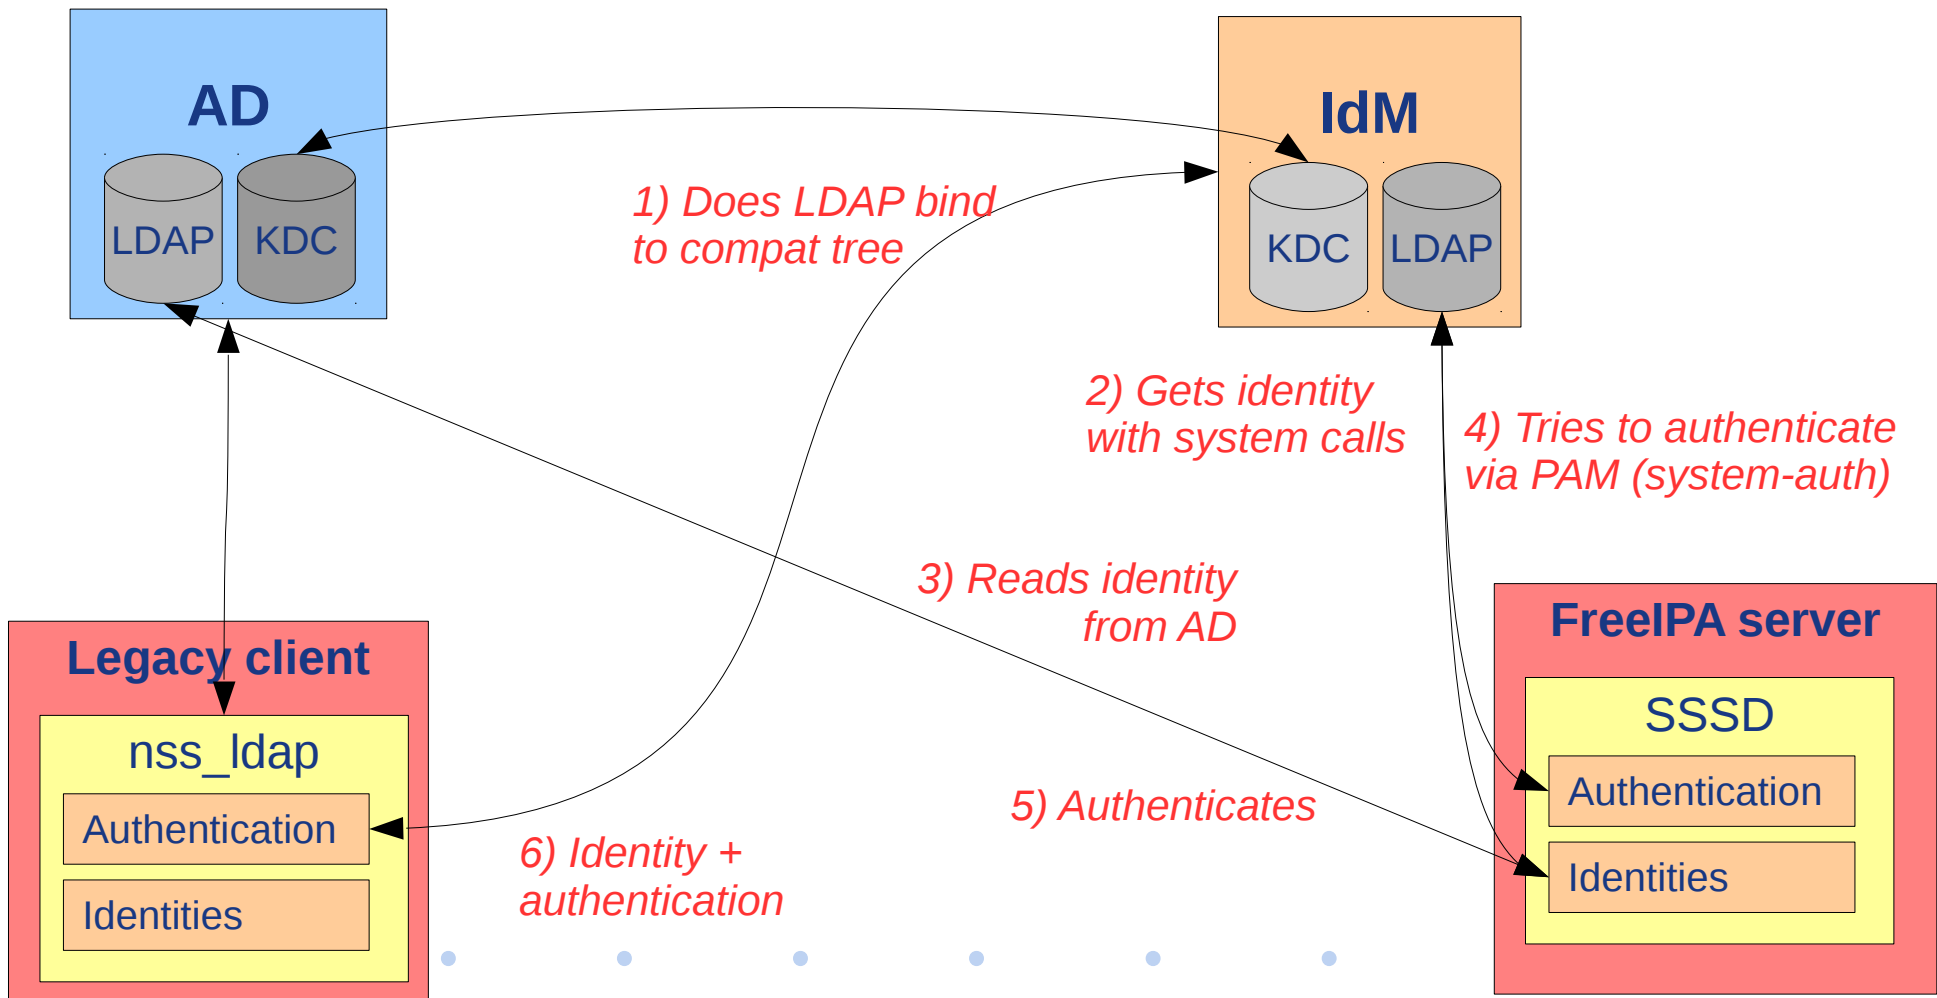 AD
LDAP
KDC
IdM
KDC
LDAP
1) Does LDAP bind
to compat tree
2) Gets identity
with system calls
4) Tries to authenticate
via PAM (system-auth)
3) Reads identity
from AD
Legacy client
nss_ldap
Authentication
Identities
FreeIPA server
SSSD
Authentication
Identities
5) Authenticates
6) Identity +
authentication